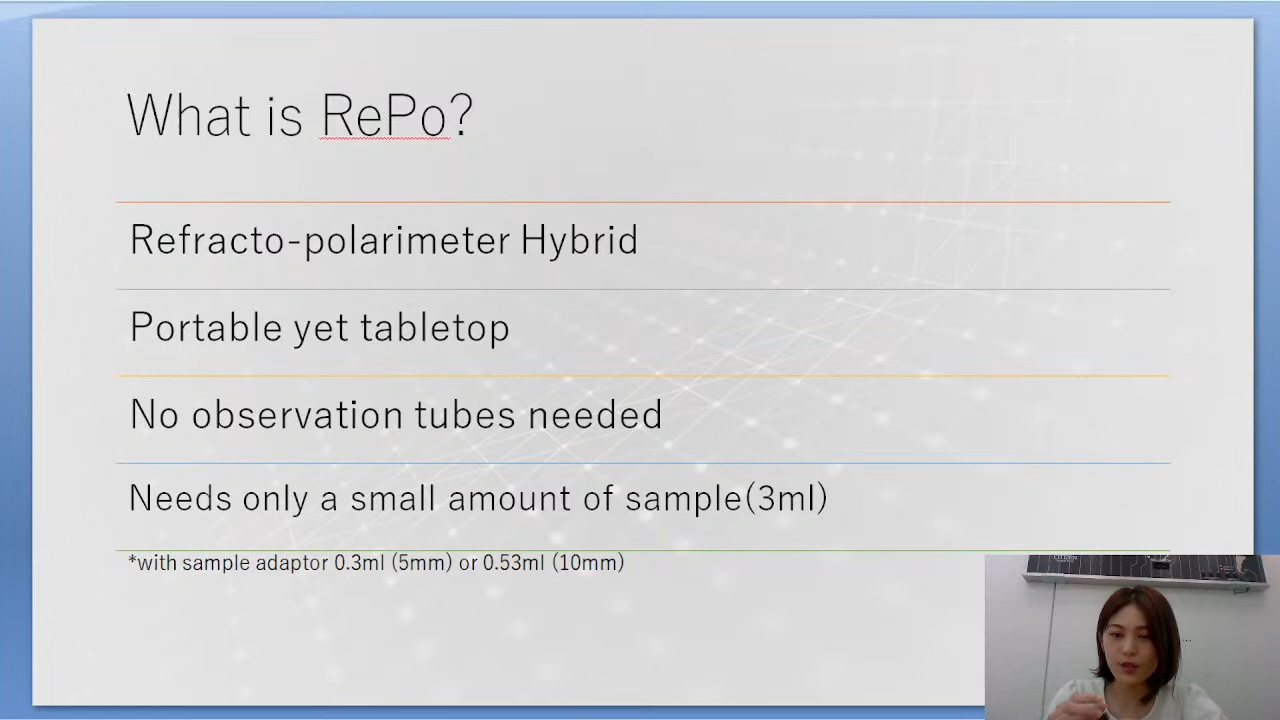 What is RePo?
Refracto-polarimeter Hybrid
Portable yet tabletop
No observation tubes needed
Needs only a small amount of sample(3ml)
*with sample adaptor 0.3ml (5mm) or 0.53ml (10mm)